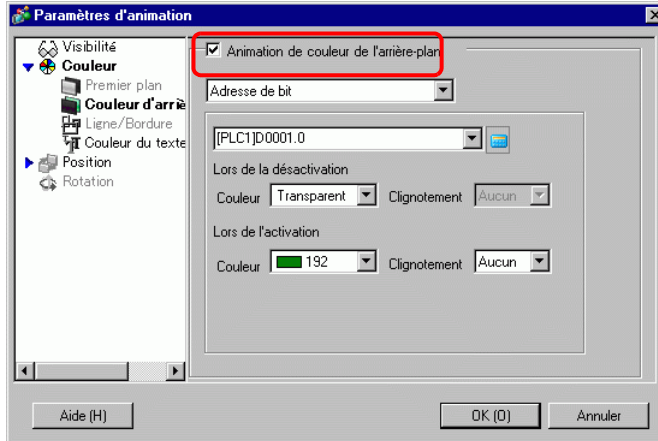 Paramètres d'animation
Visibilité
Couleur
Premier plan
Couleur d'arriè
Ligne/Bordure
Couleur du texte
Position
Rotation
Animation de couleur de l'arrière-plan
Adresse de bit
[PLC1]D0001.0
Lors de la désactivation
Couleur Transparent Clignotement Aucun
Lors de l'activation
Couleur 192 Clignotement Aucun
Aide (H) OK (O) Annuler